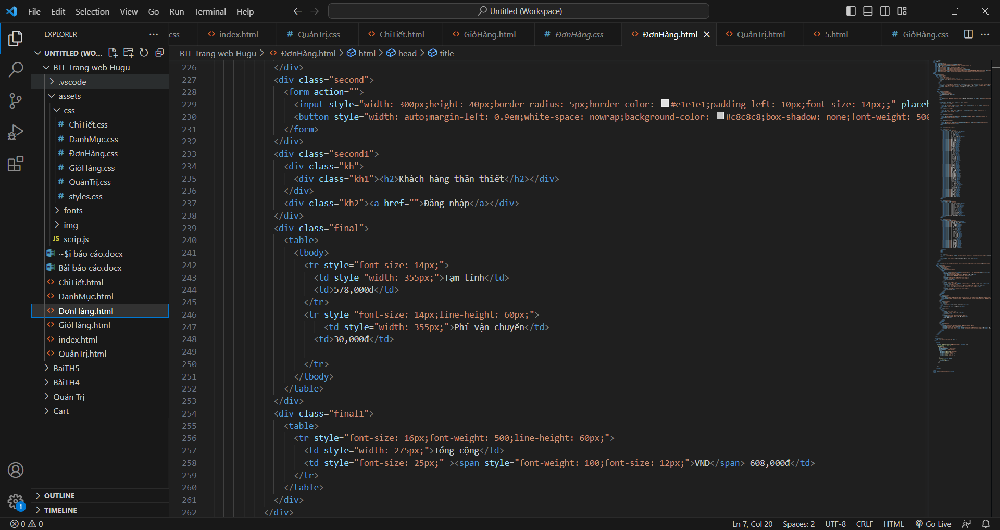 File Edit Selection View Go Run Terminal Help
Untitled (Workspace)
EXPLORER
UNTITLED (WO...
BTL Trang web Hugu
.vscode
assets
css
# ChiTiết.css
# DanhMục.css
# ĐơnHàng.css
# GiỏHàng.css
# QuảnTrị.css
# styles.css
fonts
img
JS scrip.js
~$i báo cáo.docx
Bài báo cáo.docx
<> ChiTiết.html
<> DanhMục.html
<> ĐơnHàng.html
<> GiỏHàng.html
<> index.html
<> QuảnTrị.html
BaiTH5
BàiTH4
Quản Trị
Cart
OUTLINE
TIMELINE
css <> index.html # QuảnTrị.css <> ChiTiết.html <> GiỏHàng.html # ĐơnHàng.css <> ĐơnHàng.html <> QuảnTrị.html <> 5.html # GiỏHàng.css
BTL Trang web Hugu > <> ĐơnHàng.html > html > head > title
226 </div>
227 <div class="second">
228 <form action="">
229 <input style="width: 300px;height: 40px;border-radius: 5px;border-color: #e1e1e1;padding-left: 10px;font-size: 14px;;" placeh
230 <button style="width: auto;margin-left: 0.9em;white-space: nowrap;background-color: #c8c8c8;box-shadow: none;font-weight: 500
231 </form>
232 </div>
233 <div class="second1">
234 <div class="kh">
235 <div class="kh1"><h2>Khách hàng thân thiết</h2></div>
236 </div>
237 <div class="kh2"><a href="">Đăng nhập</a></div>
238 </div>
239 <div class="final">
240 <table>
241 <tbody>
242 <tr style="font-size: 14px;">
243 <td style="width: 355px;">Tạm tính</td>
244 <td>578,000đ</td>
245 </tr>
246 <tr style="font-size: 14px;line-height: 60px;">
247 <td style="width: 355px;">Phí vận chuyển</td>
248 <td>30,000đ</td>
249
250 </tr>
251 </tbody>
252 </table>
253 </div>
254 <div class="final1">
255 <table>
256 <tr style="font-size: 16px;font-weight: 500;line-height: 60px;">
257 <td style="width: 275px;">Tổng cộng</td>
258 <td style="font-size: 25px;" ><span style="font-weight: 100;font-size: 12px;">VND</span> 608,000đ</td>
259 </tr>
260 </table>
261 </div>
262 </div>
1
0 0
Ln 7, Col 20 Spaces: 2 UTF-8 CRLF HTML Go Live